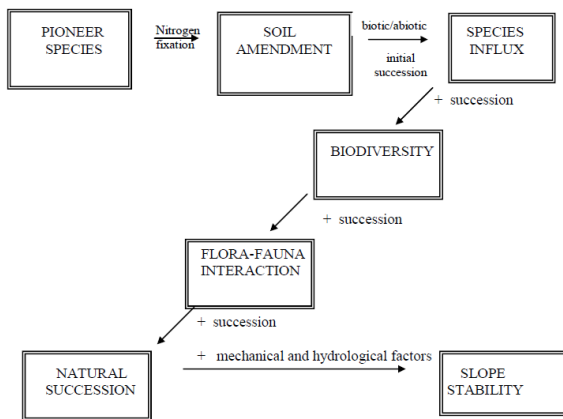 PIONEER
SPECIES
Nitrogen
fixation
SOIL
AMENDMENT
biotic/abiotic
initial
succession
SPECIES
INFLUX
+ succession
BIODIVERSITY
+ succession
FLORA-FAUNA
INTERACTION
+ succession
NATURAL
SUCCESSION
+ mechanical and hydrological factors
SLOPE
STABILITY